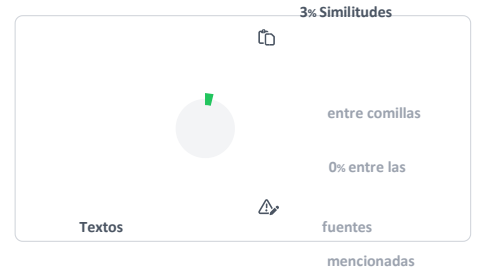 3% Similitudes
entre comillas
0% entre las
Textos
fuentes
mencionadas